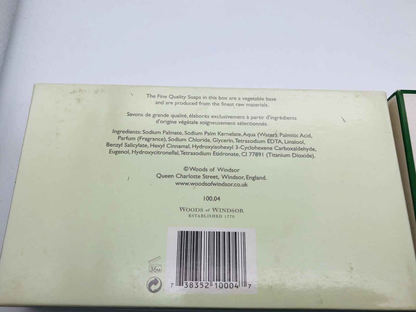 The Fine Quality Soaps in this box are a vegetable base
and are produced from the finest raw materials.
Savons de grande qualité, élaborés exclusivement à partir d'ingrédients
d'origine végétale soigneusement sélectionnés
Ingredients: Sodium Palmate, Sodium Palm Kernelate, Aqua (Water), Palmitic Acid,
Parfum (Fragrance), Sodium Chloride, Glycerin, Tetrasodium EDTA, Linalool,
Benzyl Salicylate, Hexyl Cinnamal, Hydroxyisohexyl 3-Cyclohexene Carboxaldehyde,
Eugenol, Hydroxycitronellal, Tetrasodium Etidronate, CI 77891 (Titanium Dioxide).
© Woods of Windsor
Queen Charlotte Street, Windsor, England.
www.woodsofwindsor.co.uk
100.04
WOODS OF WINDSOR
ESTABLISHED 1770
36M
7 38352 10004 7